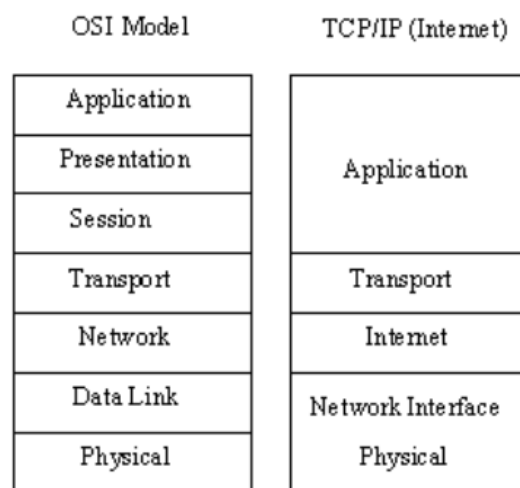 OSI Model
TCP/IP (Internet)
Application
Presentation
Session
Transport
Network
Data Link
Physical
Application
Transport
Internet
Network Interface
Physical